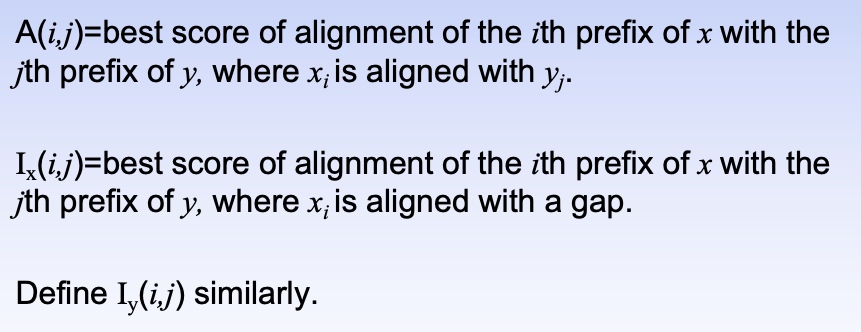 A(i,j)=best score of alignment of the ith prefix of x with the
jth prefix of y, where xᵢ is aligned with yⱼ.
Iₓ(i,j)=best score of alignment of the ith prefix of x with the
jth prefix of y, where xᵢ is aligned with a gap.
Define I_y(i,j) similarly.